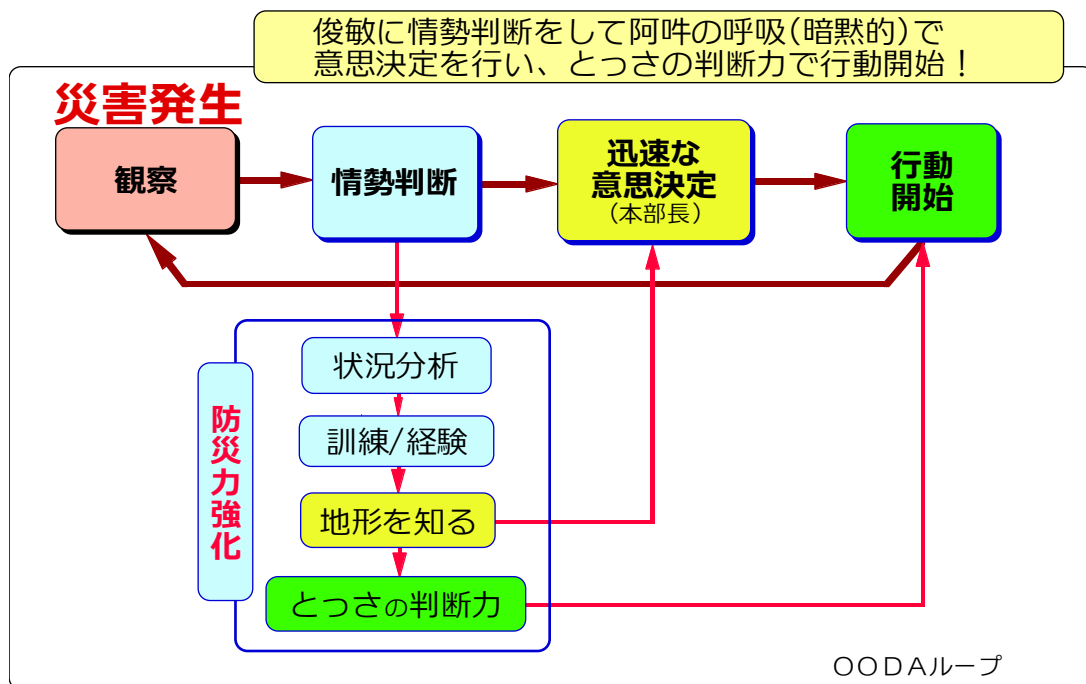 俊敏に情勢判断をして阿吽の呼吸（暗黙的）で
意思決定を行い、とっさの判断力で行動開始！
災害発生
観察
情勢判断
迅速な
意思決定
（本部長）
行動
開始
防災力強化
状況分析
訓練/経験
地形を知る
とっさの判断力
ＯＯＤＡループ